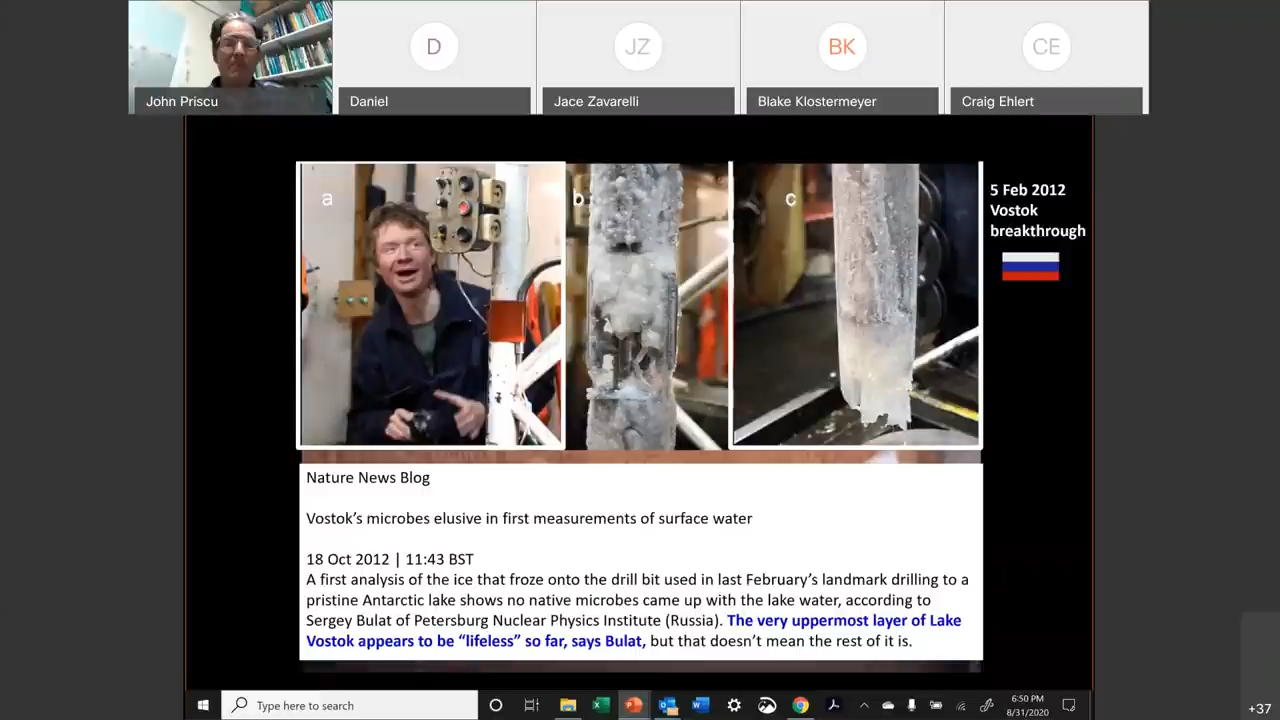 D
JZ
BK
CE
John Priscu
Daniel
Jace Zavarelli
Blake Klostermeyer
Craig Ehlert
a
b
c
5 Feb 2012
Vostok
breakthrough
Nature News Blog
Vostok’s microbes elusive in first measurements of surface water
18 Oct 2012 | 11:43 BST
A first analysis of the ice that froze onto the drill bit used in last February’s landmark drilling to a
pristine Antarctic lake shows no native microbes came up with the lake water, according to
Sergey Bulat of Petersburg Nuclear Physics Institute (Russia). The very uppermost layer of Lake
Vostok appears to be “lifeless” so far, says Bulat, but that doesn’t mean the rest of it is.
Type here to search
6:50 PM
8/31/2020
+37